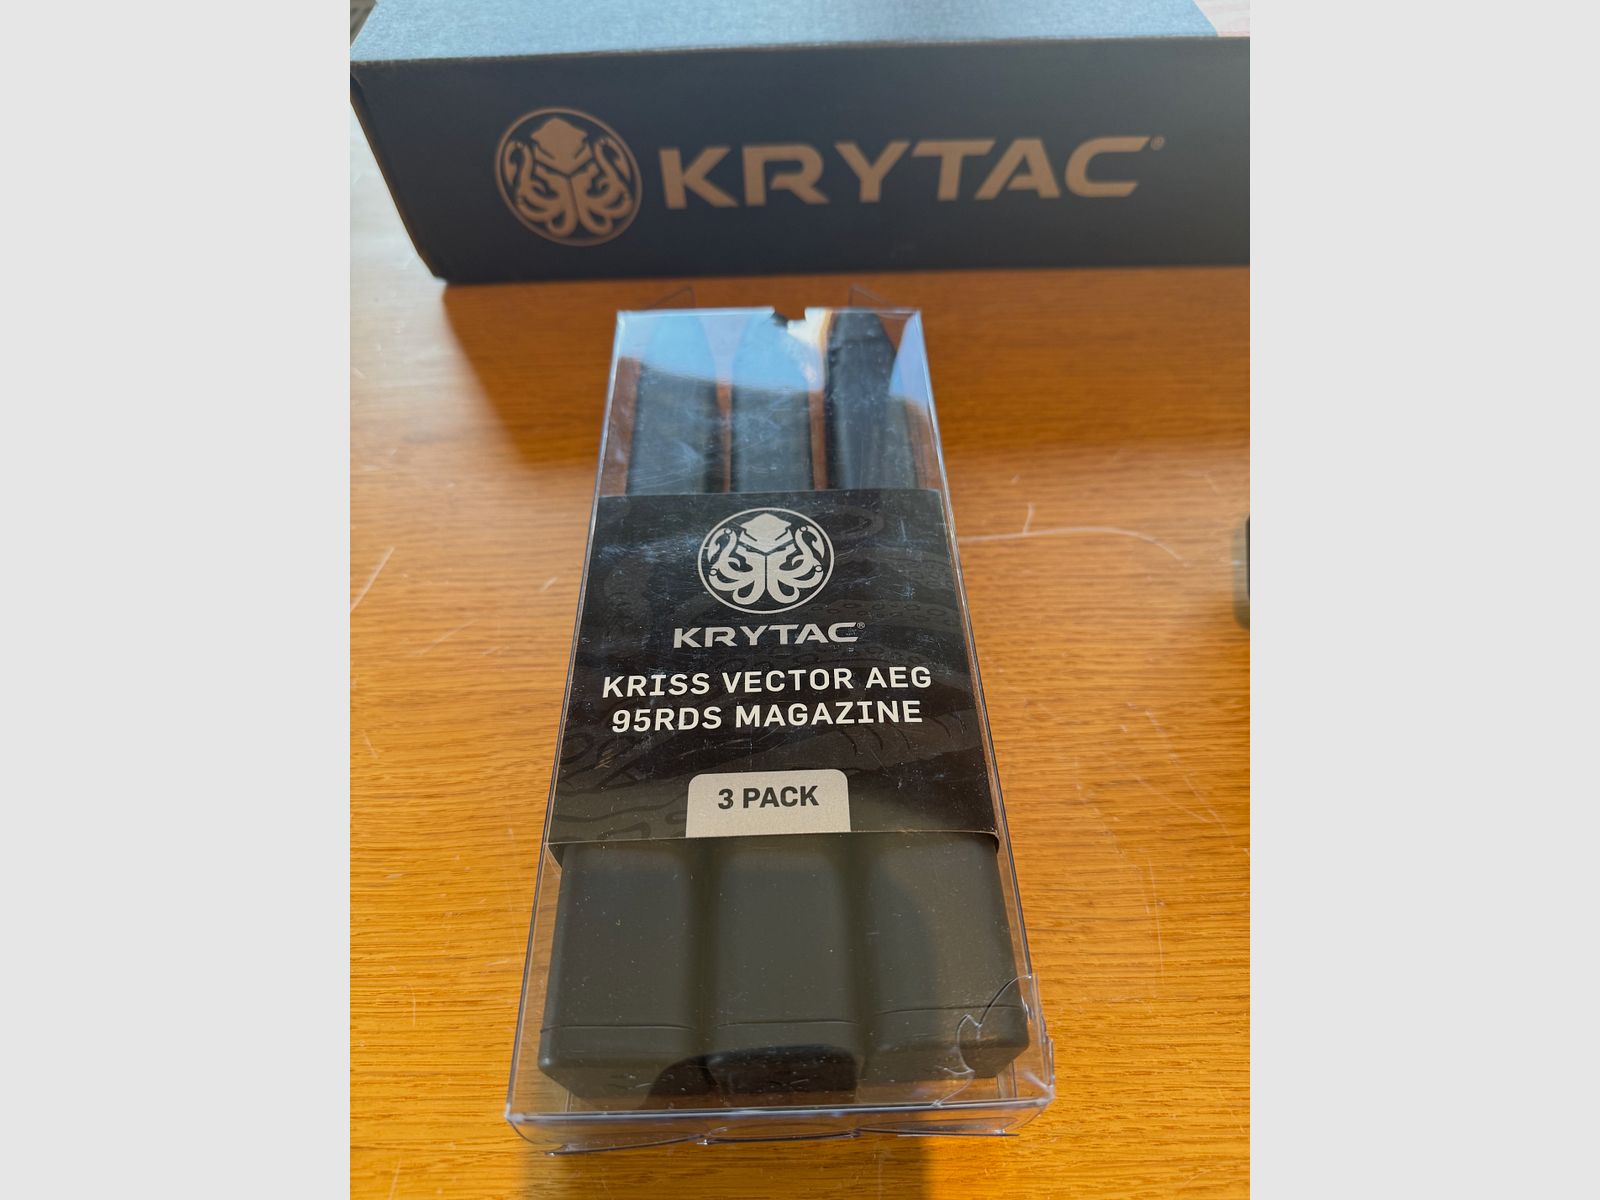 KRYTAC®
KRYTAC®
KRISS VECTOR AEG
95RDS MAGAZINE
3 PACK